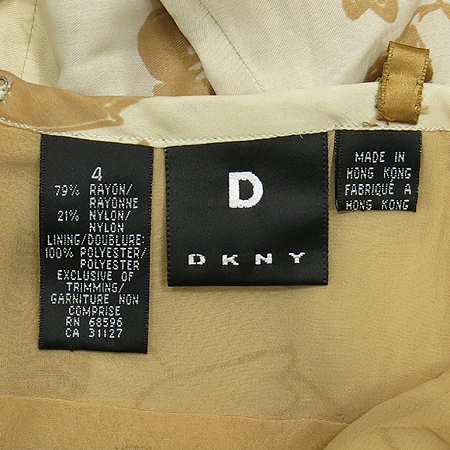 4
79% RAYON/
RAYONNE
21% NYLON/
NYLON
LINING/DOUBLURE:
100% POLYESTER/
POLYESTER
EXCLUSIVE OF
TRIMMING/
GARNITURE NON
COMPRISE
RN 68596
CA 31127
D
DKNY
MADE IN
HONG KONG
FABRIQUÉ À
HONG KONG